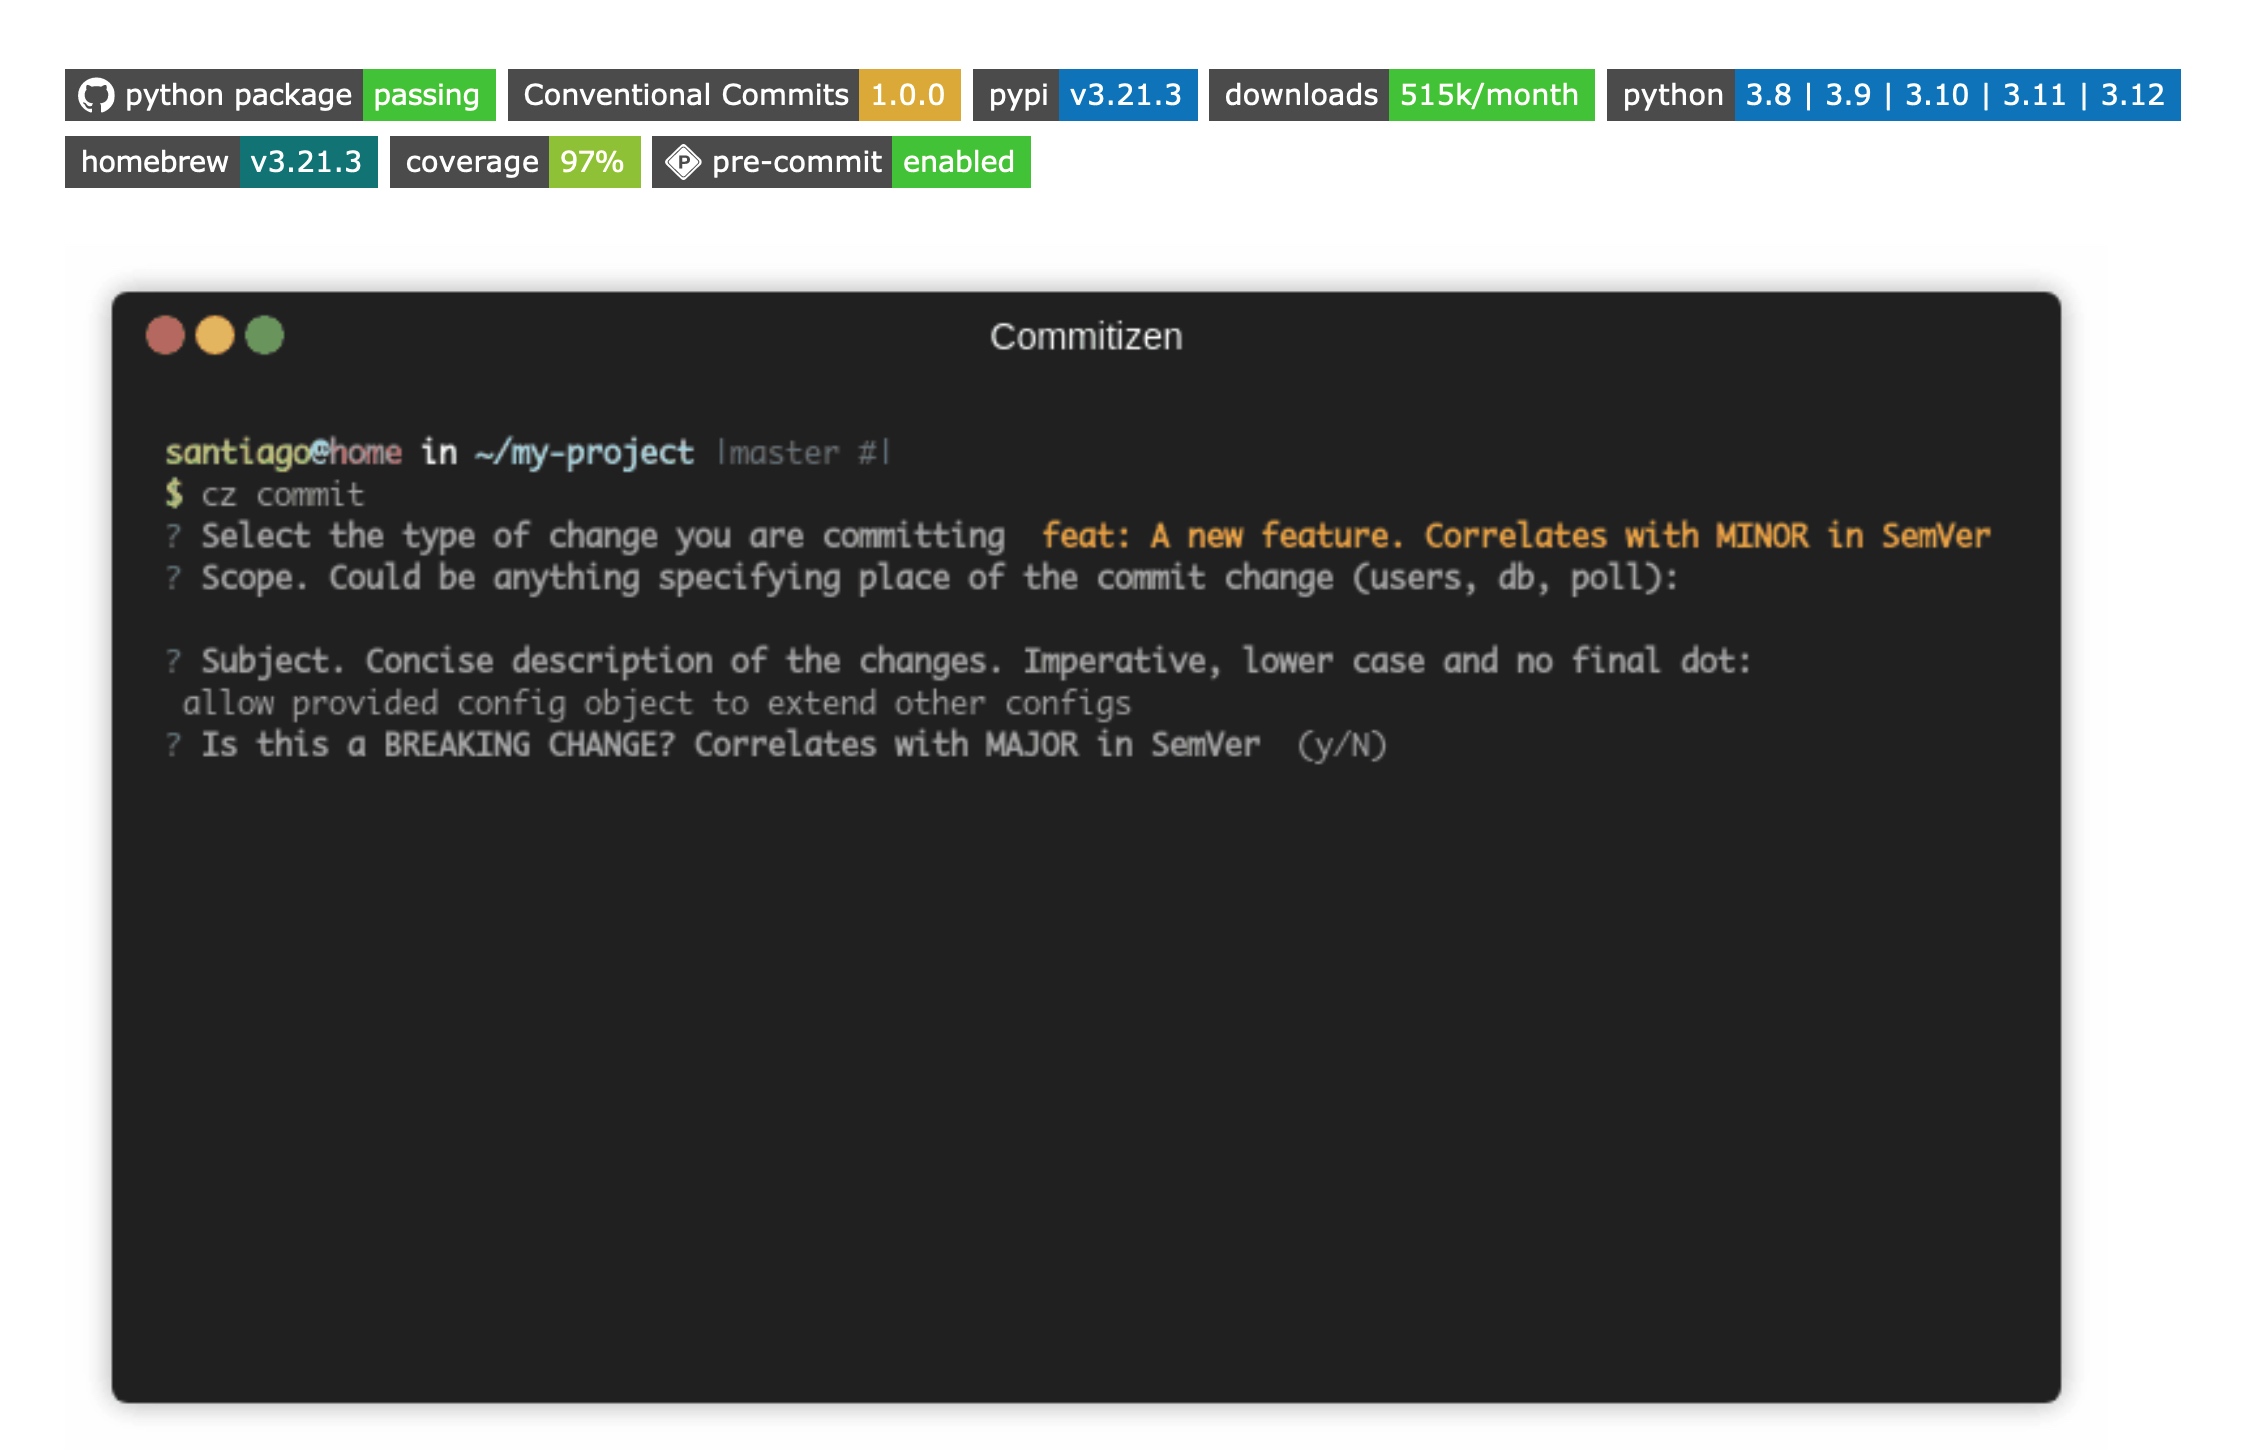 python package passing Conventional Commits 1.0.0 pypi v3.21.3 downloads 515k/month python 3.8 | 3.9 | 3.10 | 3.11 | 3.12
homebrew v3.21.3 coverage 97% pre-commit enabled
Commitizen
santiago@home in ~/my-project |master #|
$ cz commit
? Select the type of change you are committing feat: A new feature. Correlates with MINOR in SemVer
? Scope. Could be anything specifying place of the commit change (users, db, poll):
? Subject. Concise description of the changes. Imperative, lower case and no final dot:
allow provided config object to extend other configs
? Is this a BREAKING CHANGE? Correlates with MAJOR in SemVer (y/N)